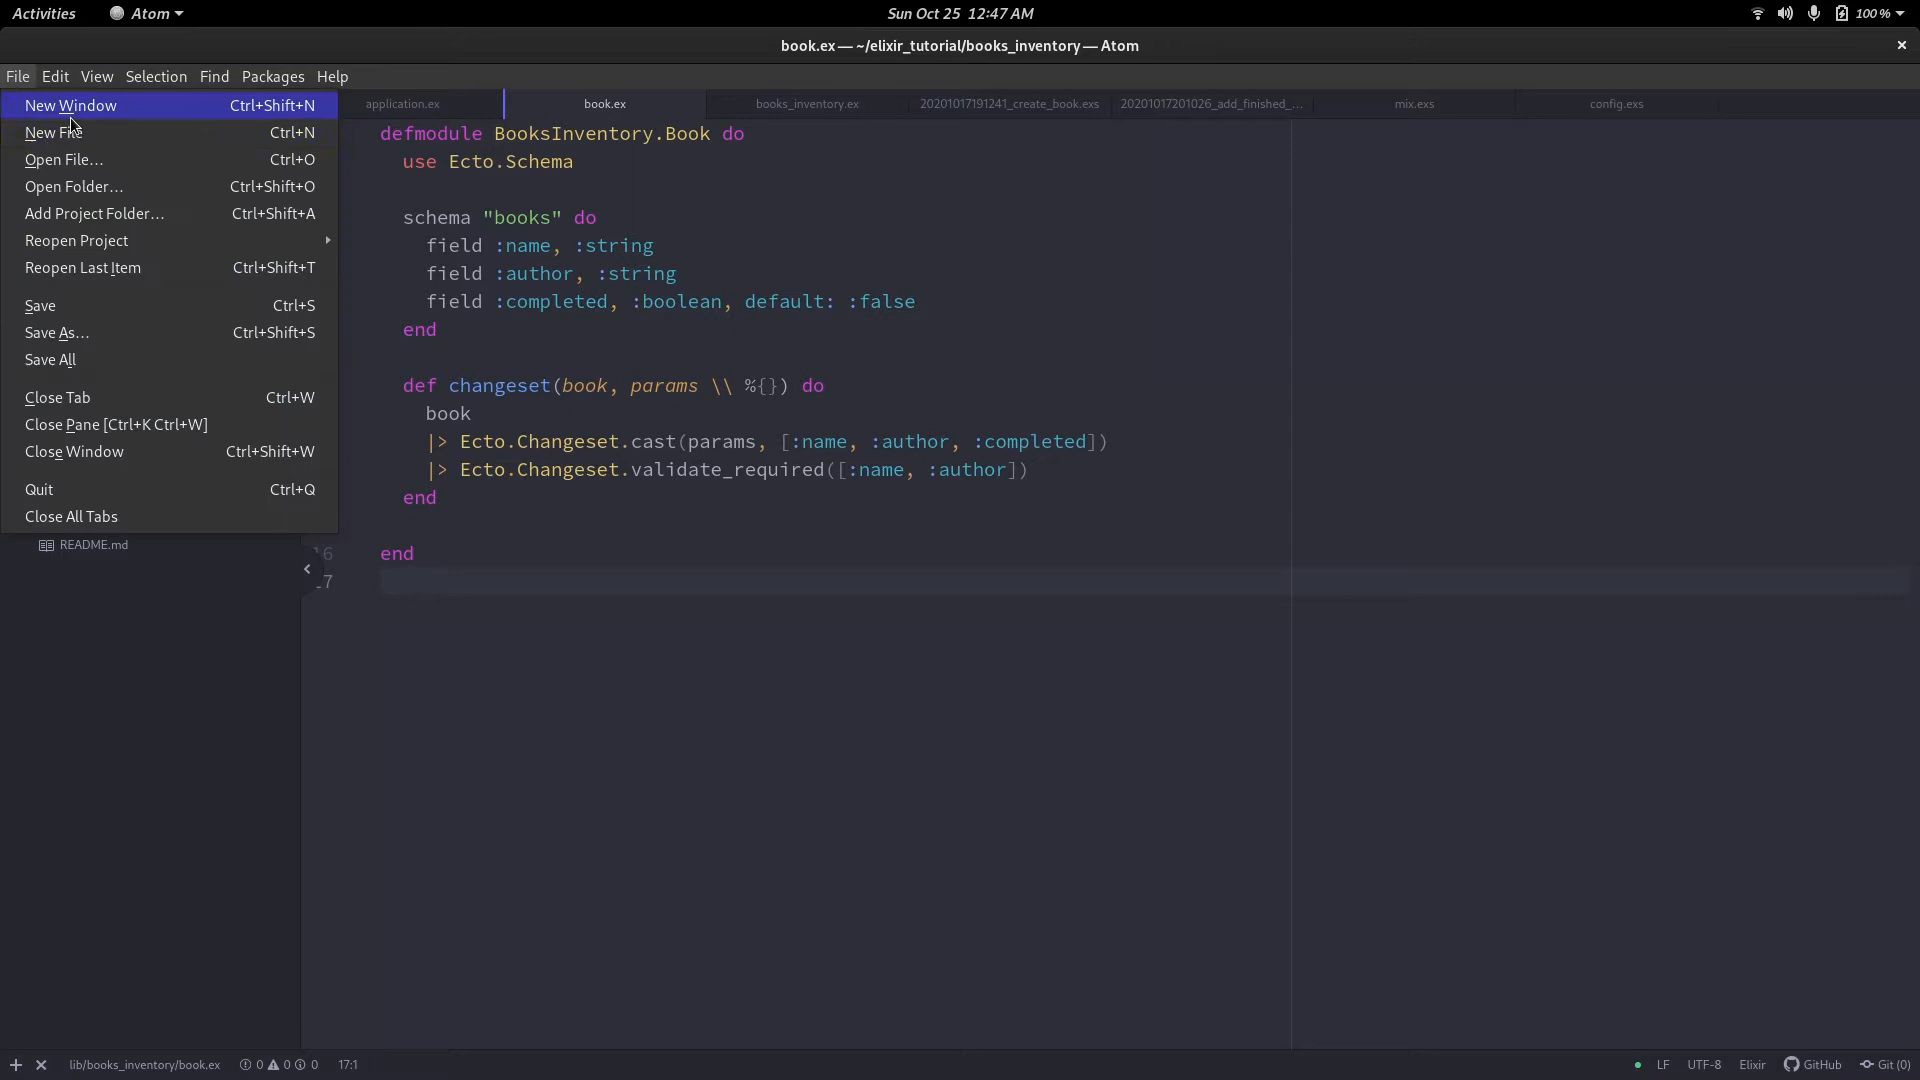 Activities Atom Sun Oct 25 12:47 AM 100 %
book.ex — ~/elixir_tutorial/books_inventory — Atom
File Edit View Selection Find Packages Help
New Window Ctrl+Shift+N
New File Ctrl+N
Open File… Ctrl+O
Open Folder… Ctrl+Shift+O
Add Project Folder… Ctrl+Shift+A
Reopen Project
Reopen Last Item Ctrl+Shift+T
Save Ctrl+S
Save As… Ctrl+Shift+S
Save All
Close Tab Ctrl+W
Close Pane [Ctrl+K Ctrl+W]
Close Window Ctrl+Shift+W
Quit Ctrl+Q
Close All Tabs
README.md
application.ex book.ex books_inventory.ex 20201017191241_create_book.exs 20201017201026_add_finished_… mix.exs config.exs
defmodule BooksInventory.Book do
use Ecto.Schema
schema "books" do
field :name, :string
field :author, :string
field :completed, :boolean, default: :false
end
def changeset(book, params \\ %{}) do
book
|> Ecto.Changeset.cast(params, [:name, :author, :completed])
|> Ecto.Changeset.validate_required([:name, :author])
end
16 end
17
lib/books_inventory/book.ex 0 0 0 17:1 LF UTF-8 Elixir GitHub Git (0)